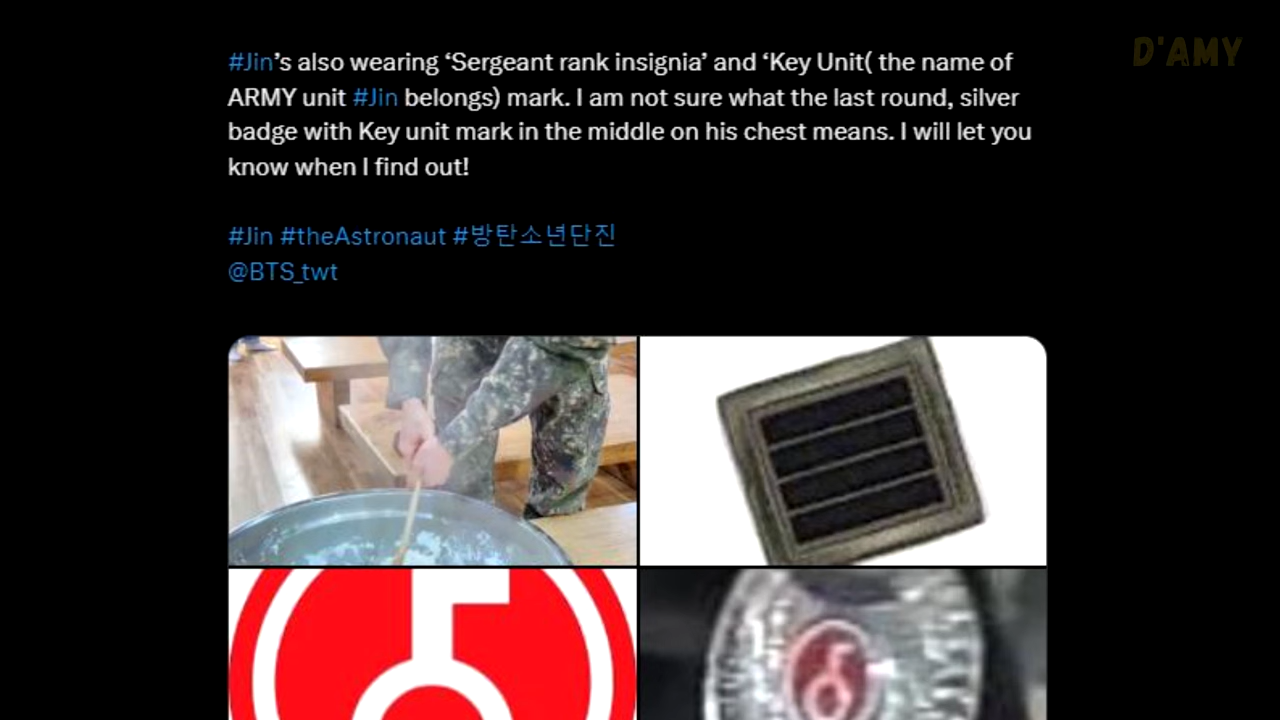 D'AMY
#Jin’s also wearing ‘Sergeant rank insignia’ and ‘Key Unit( the name of
ARMY unit #Jin belongs) mark. I am not sure what the last round, silver
badge with Key unit mark in the middle on his chest means. I will let you
know when I find out!
#Jin #theAstronaut #방탄소년단진
@BTS_twt